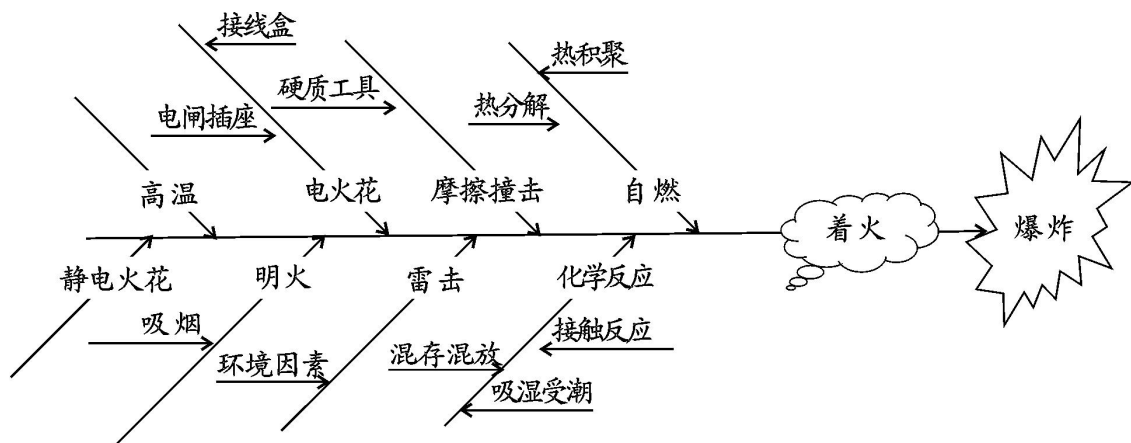 接线盒
硬质工具
热积聚
电闸插座
热分解
高温
电火花
摩擦撞击
自燃
着火
爆炸
静电火花
明火
雷击
化学反应
吸烟
环境因素
混存混放
接触反应
吸湿受潮